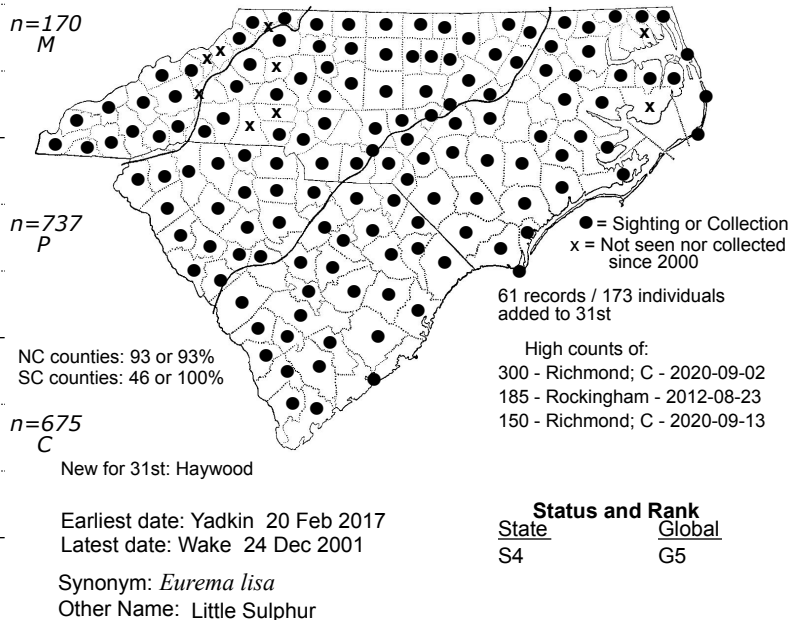 n=170
M
n=737
P
n=675
C
● = Sighting or Collection
x = Not seen nor collected
since 2000
61 records / 173 individuals
added to 31st
High counts of:
300 - Richmond; C - 2020-09-02
185 - Rockingham - 2012-08-23
150 - Richmond; C - 2020-09-13
NC counties: 93 or 93%
SC counties: 46 or 100%
New for 31st: Haywood
Earliest date: Yadkin 20 Feb 2017
Latest date: Wake 24 Dec 2001
Synonym: Eurema lisa
Other Name: Little Sulphur
Status and Rank
State Global
S4 G5